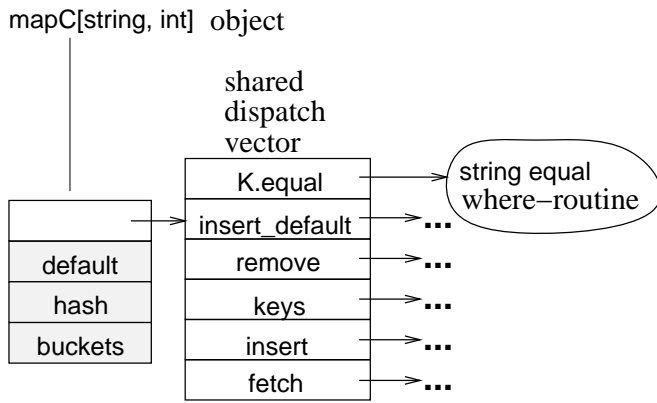 mapC[string, int] object
shared
dispatch
vector
K.equal
string equal
where−routine
insert_default
...
default
remove
...
hash
keys
...
buckets
insert
...
fetch
...